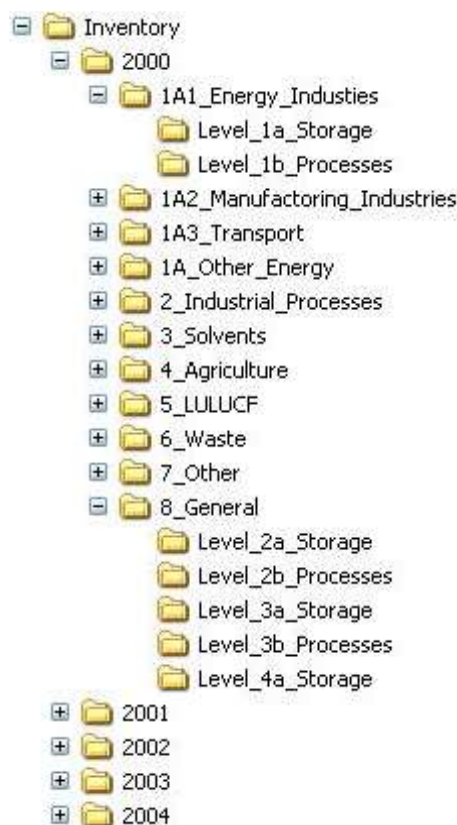 Inventory
2000
1A1_Energy_Industies
Level_1a_Storage
Level_1b_Processes
1A2_Manufactoring_Industries
1A3_Transport
1A_Other_Energy
2_Industrial_Processes
3_Solvents
4_Agriculture
5_LULUCF
6_Waste
7_Other
8_General
Level_2a_Storage
Level_2b_Processes
Level_3a_Storage
Level_3b_Processes
Level_4a_Storage
2001
2002
2003
2004